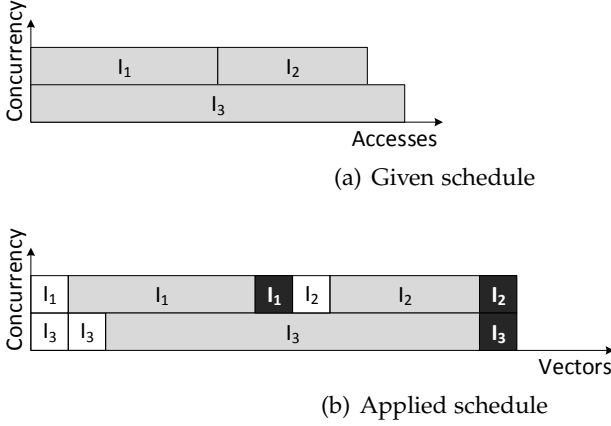 Concurrency
I₁ I₂
I₃
Accesses
(a) Given schedule
Concurrency
I₁ I₁ I₁ I₂ I₂ I₂
I₃ I₃ I₃ I₃
Vectors
(b) Applied schedule